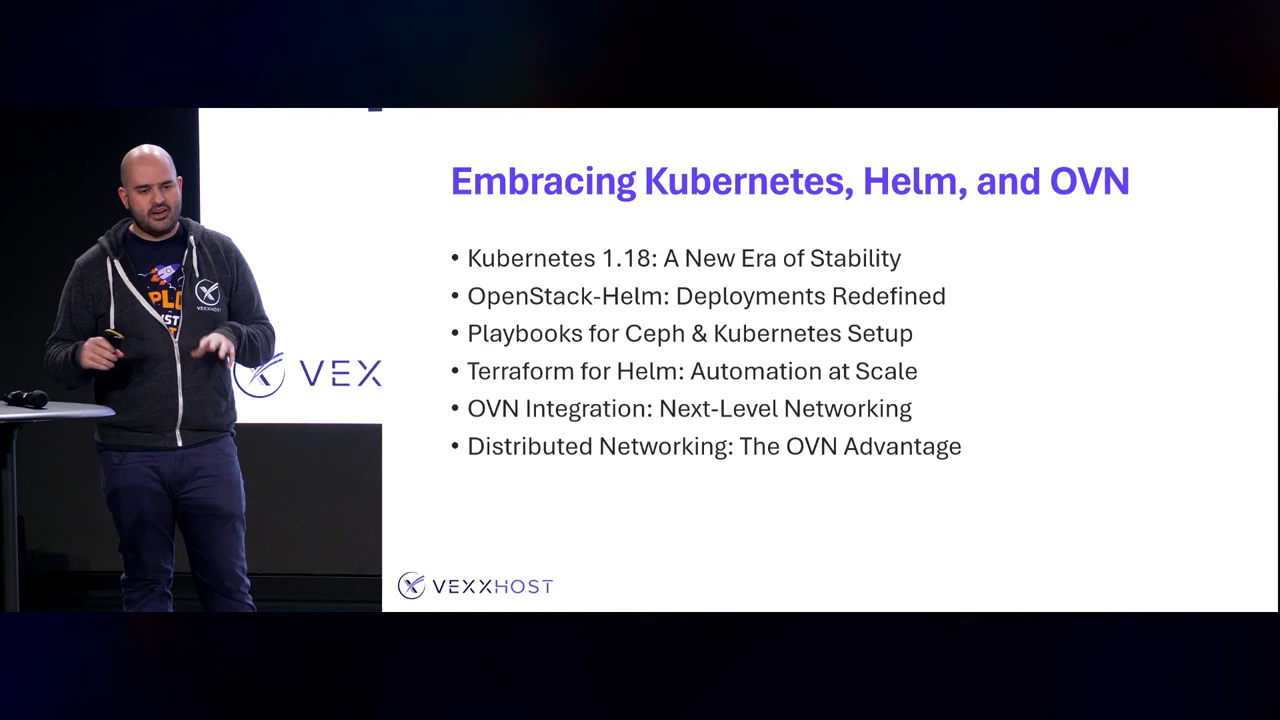 Embracing Kubernetes, Helm, and OVN
• Kubernetes 1.18: A New Era of Stability
• OpenStack-Helm: Deployments Redefined
• Playbooks for Ceph & Kubernetes Setup
• Terraform for Helm: Automation at Scale
• OVN Integration: Next-Level Networking
• Distributed Networking: The OVN Advantage
VEXXHOST
VEX
VEXXHOST
PLO